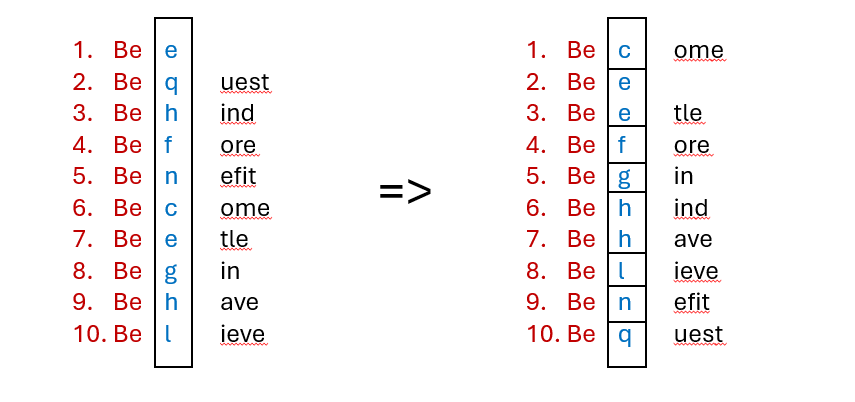 1. Be e
2. Be q uest
3. Be h ind
4. Be f ore
5. Be n efit
6. Be c ome
7. Be e tle
8. Be g in
9. Be h ave
10. Be l ieve
=>
1. Be c ome
2. Be e
3. Be e tle
4. Be f ore
5. Be g in
6. Be h ind
7. Be h ave
8. Be l ieve
9. Be n efit
10. Be q uest